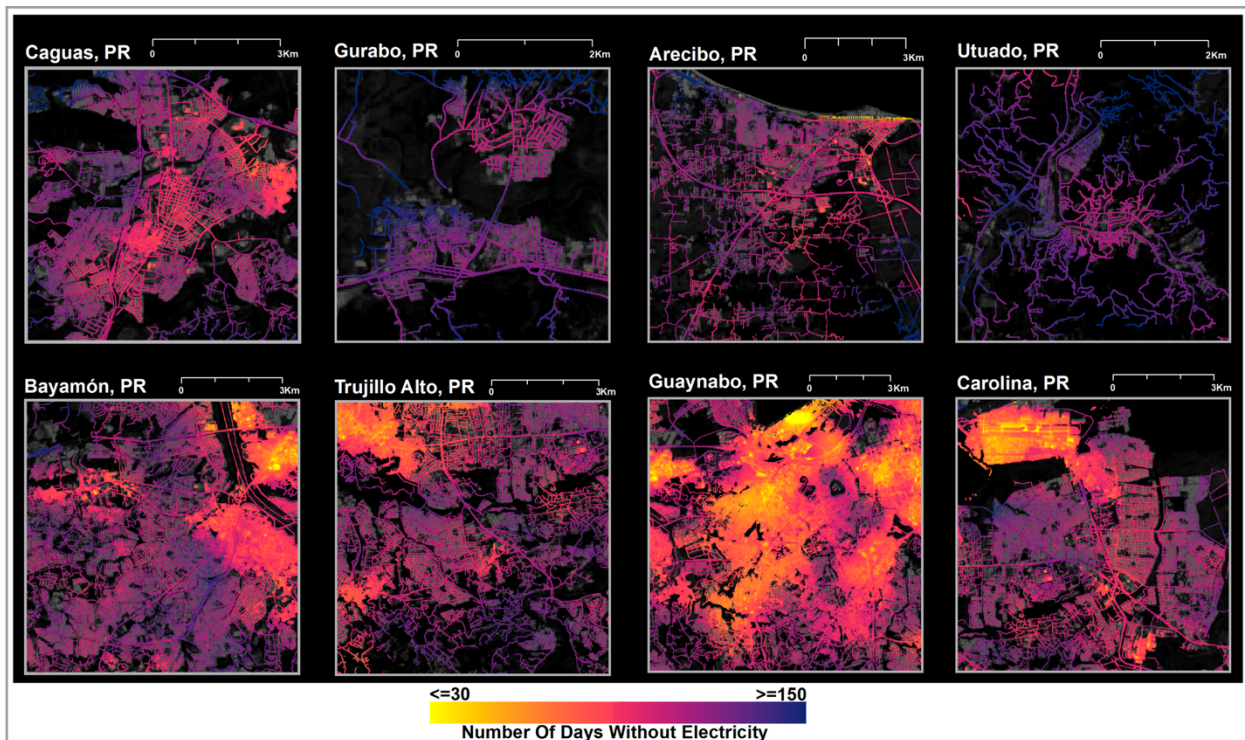 Caguas, PR
0 3Km
Gurabo, PR
0 2Km
Arecibo, PR
0 3Km
Utuado, PR
0 2Km
Bayamón, PR
0 3Km
Trujillo Alto, PR
0 3Km
Guaynabo, PR
0 3Km
Carolina, PR
0 3Km
<=30 >=150
Number Of Days Without Electricity